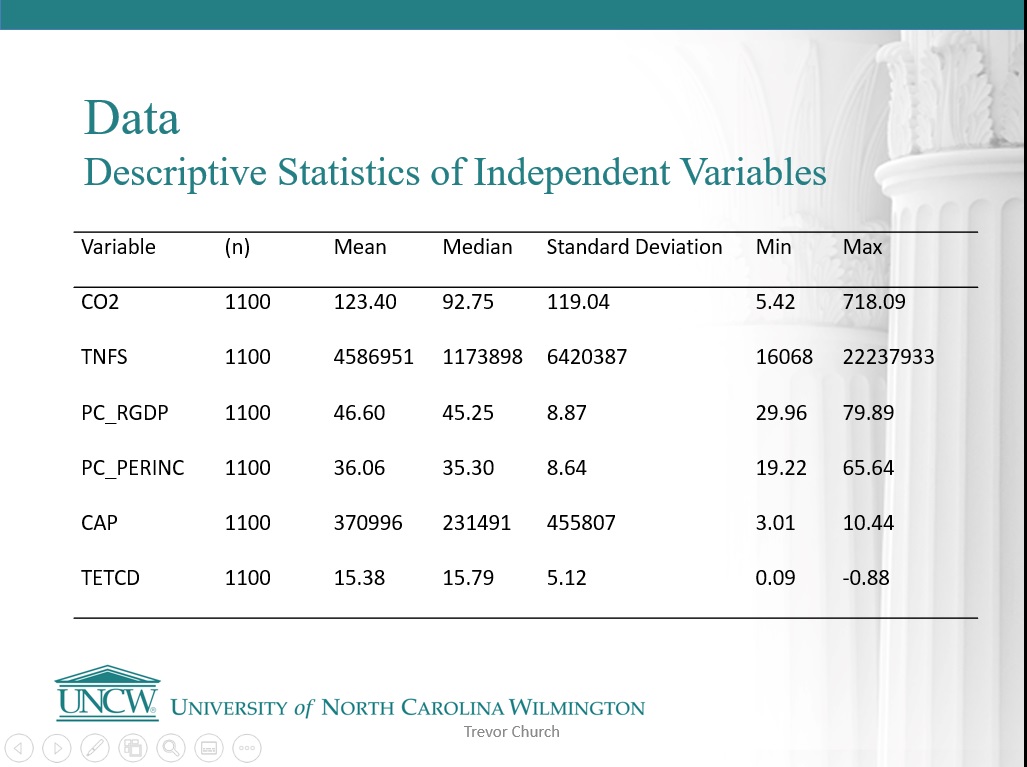 Data
Descriptive Statistics of Independent Variables
Variable (n) Mean Median Standard Deviation Min Max
CO2 1100 123.40 92.75 119.04 5.42 718.09
TNFS 1100 4586951 1173898 6420387 16068 22237933
PC_RGDP 1100 46.60 45.25 8.87 29.96 79.89
PC_PERINC 1100 36.06 35.30 8.64 19.22 65.64
CAP 1100 370996 231491 455807 3.01 10.44
TETCD 1100 15.38 15.79 5.12 0.09 -0.88
UNCW® UNIVERSITY of NORTH CAROLINA WILMINGTON
Trevor Church